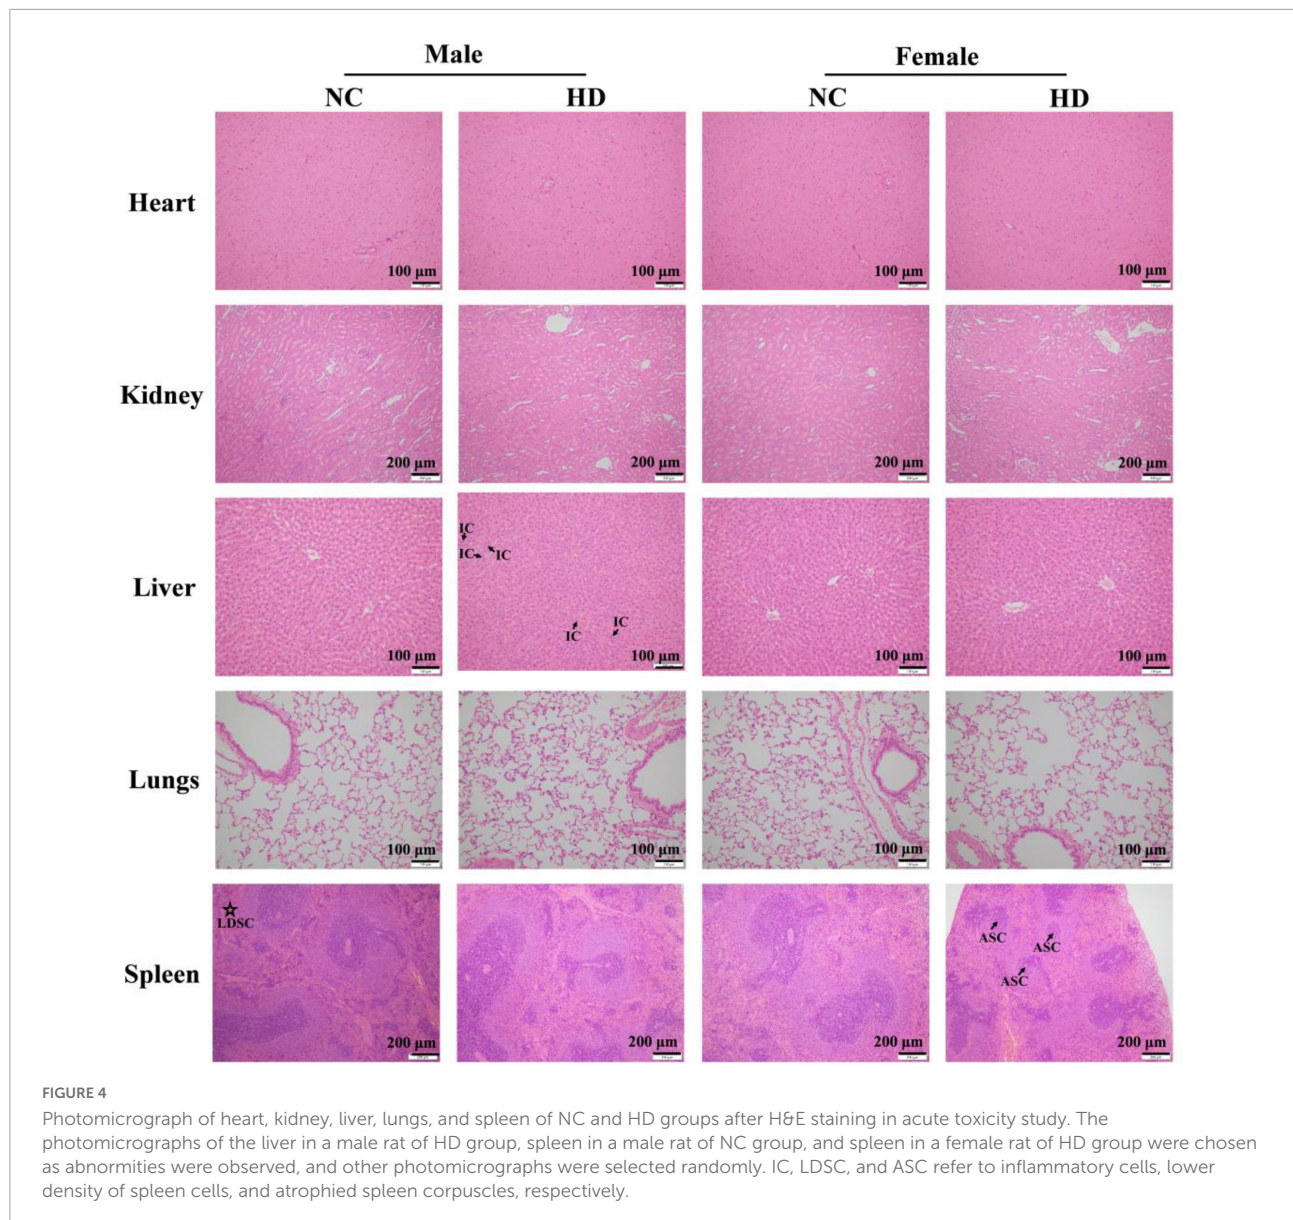 Male Female
NC HD NC HD
Heart
100 μm 100 μm 100 μm 100 μm
Kidney
200 μm 200 μm 200 μm 200 μm
IC
IC IC
Liver
IC IC
100 μm 100 μm 100 μm 100 μm
Lungs
100 μm 100 μm 100 μm 100 μm
LDSC ASC
ASC
Spleen ASC
200 μm 200 μm 200 μm 200 μm
FIGURE 4
Photomicrograph of heart, kidney, liver, lungs, and spleen of NC and HD groups after H&E staining in acute toxicity study. The
photomicrographs of the liver in a male rat of HD group, spleen in a male rat of NC group, and spleen in a female rat of HD group were chosen
as abnormities were observed, and other photomicrographs were selected randomly. IC, LDSC, and ASC refer to inflammatory cells, lower
density of spleen cells, and atrophied spleen corpuscles, respectively.